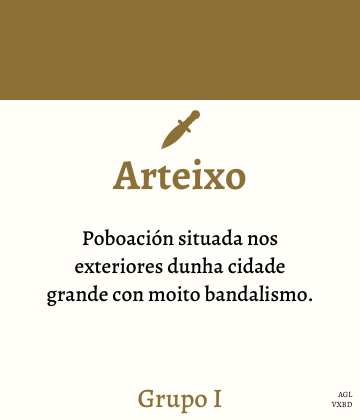 Arteixo
Poboación situada nos
exteriores dunha cidade
grande con moito bandalismo.
Grupo I
AGL
VXBD